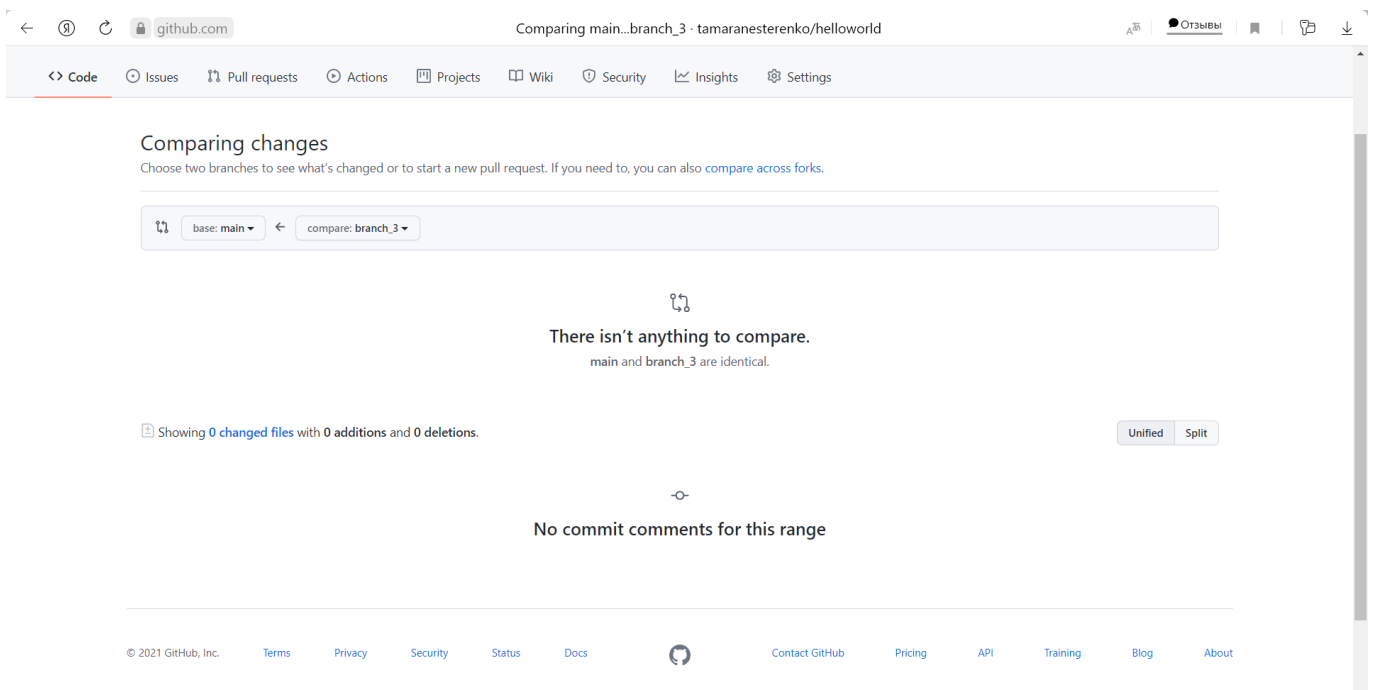 github.com Comparing main...branch_3 · tamaranesterenko/helloworld Отзывы
Code Issues Pull requests Actions Projects Wiki Security Insights Settings
Comparing changes
Choose two branches to see what's changed or to start a new pull request. If you need to, you can also compare across forks.
base: main compare: branch_3
There isn't anything to compare.
main and branch_3 are identical.
Showing 0 changed files with 0 additions and 0 deletions.
Unified Split
No commit comments for this range
© 2021 GitHub, Inc. Terms Privacy Security Status Docs Contact GitHub Pricing API Training Blog About